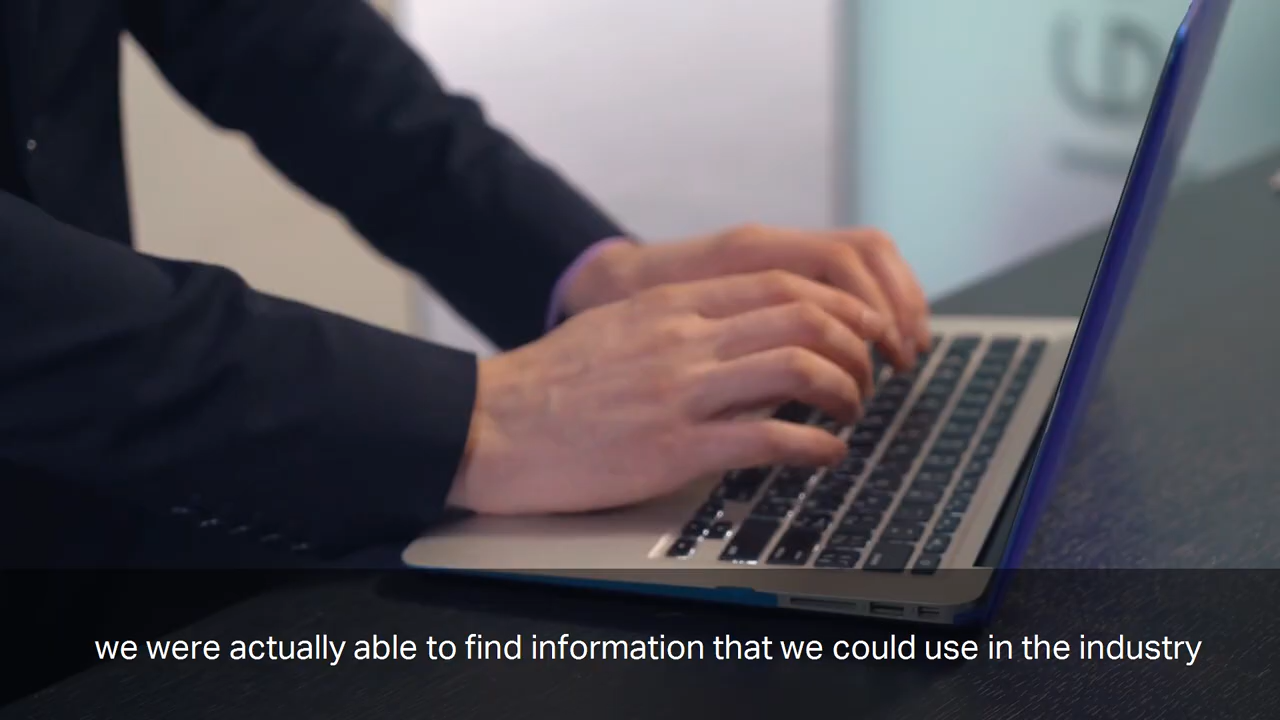 we were actually able to find information that we could use in the industry